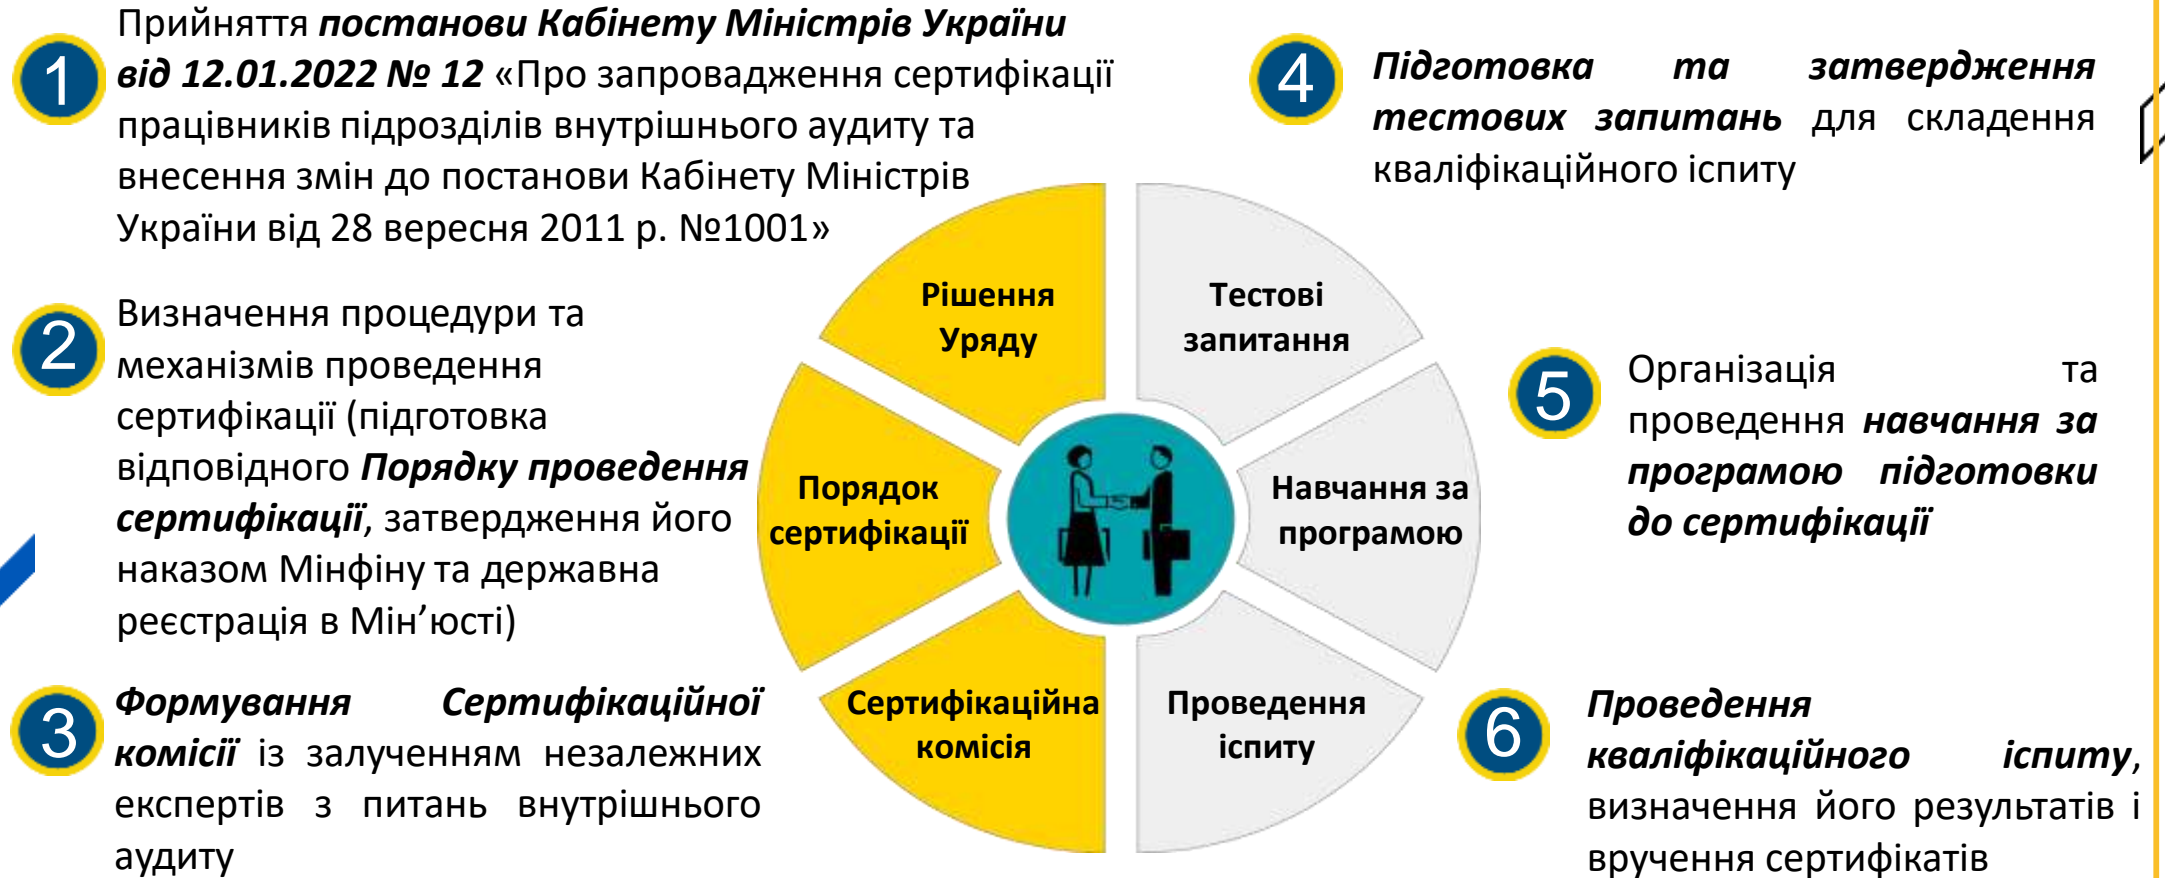 1
Прийняття постанови Кабінету Міністрів України
від 12.01.2022 № 12 «Про запровадження сертифікації
працівників підрозділів внутрішнього аудиту та
внесення змін до постанови Кабінету Міністрів
України від 28 вересня 2011 р. №1001»
2
Визначення процедури та
механізмів проведення
сертифікації (підготовка
відповідного Порядку проведення
сертифікації, затвердження його
наказом Мінфіну та державна
реєстрація в Мін’юсті)
3
Формування Сертифікаційної
комісії із залученням незалежних
експертів з питань внутрішнього
аудиту
Рішення
Уряду
Порядок
сертифікації
Сертифікаційна
комісія
Тестові
запитання
Навчання за
програмою
Проведення
іспиту
4
Підготовка та затвердження
тестових запитань для складення
кваліфікаційного іспиту
5
Організація та
проведення навчання за
програмою підготовки
до сертифікації
6
Проведення
кваліфікаційного іспиту,
визначення його результатів і
вручення сертифікатів